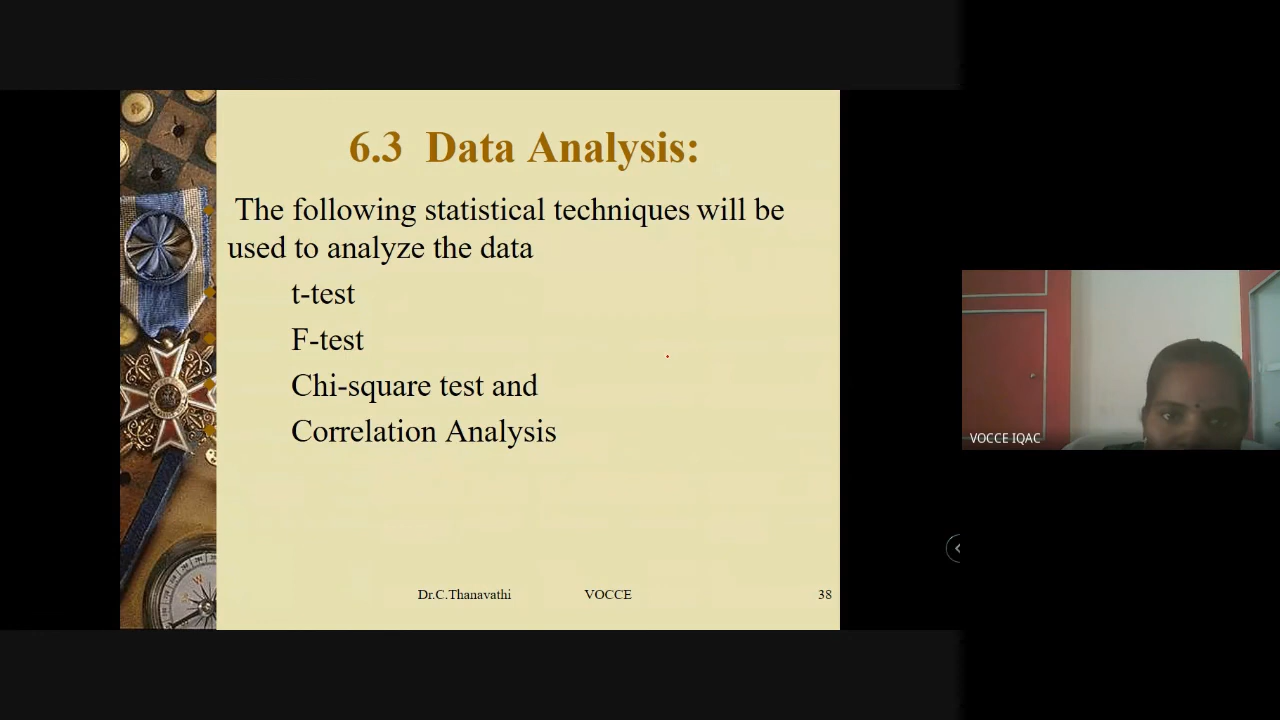 6.3 Data Analysis:
The following statistical techniques will be
used to analyze the data
t-test
F-test
Chi-square test and
Correlation Analysis
Dr.C.Thanavathi VOCCE 38
VOCCE IQAC